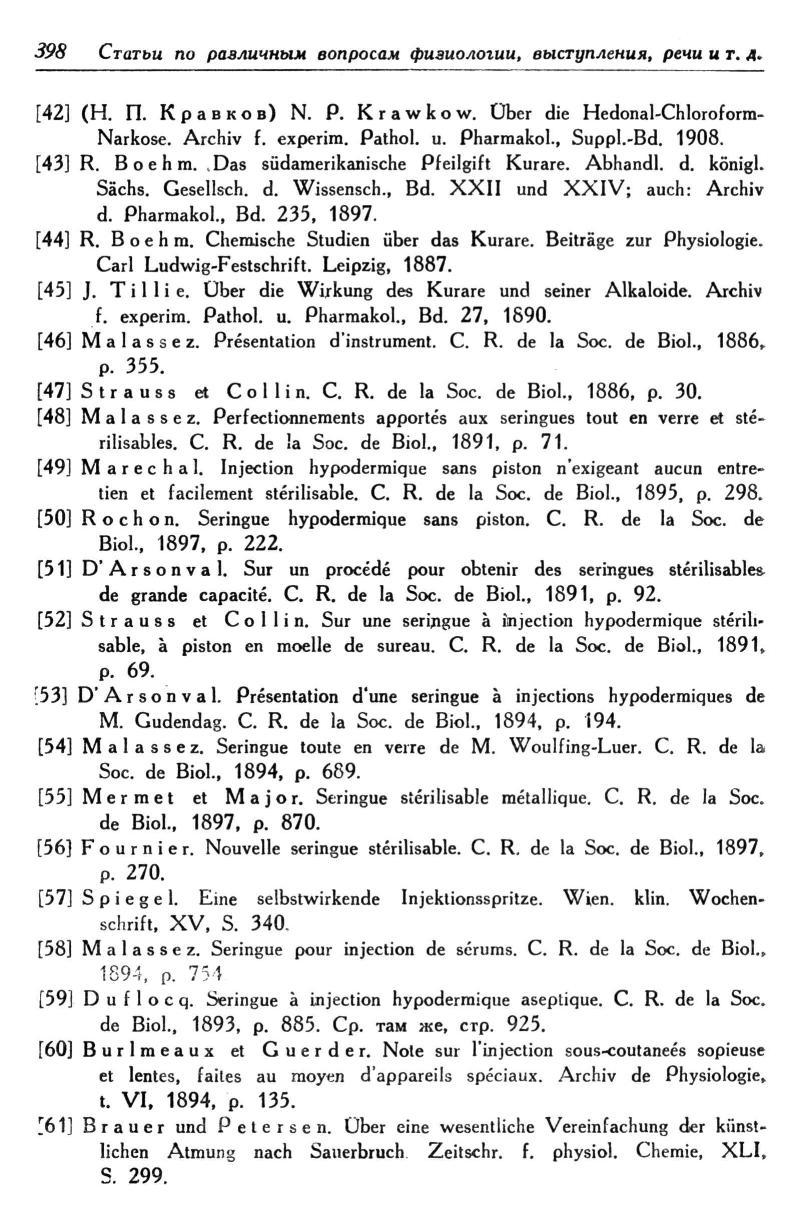 398 Статьи по различным вопросам физиологии, выступления, речи и т. д.
[42] (Н. П. Кравков) N. P. Krawkow. Über die Hedonal-Chloroform-
Narkose. Archiv f. experim. Pathol. u. Pharmakol., Suppl.-Bd. 1908.
[43] R. Boehm. Das südamerikanische Pfeilgift Kurare. Abhandl. d. königl.
Sächs. Gesellsch. d. Wissensch., Bd. XXII und XXIV; auch: Archiv
d. Pharmakol., Bd. 235, 1897.
[44] R. Boehm. Chemische Studien über das Kurare. Beiträge zur Physiologie.
Carl Ludwig-Festschrift. Leipzig, 1887.
[45] J. Tillie. Über die Wirkung des Kurare und seiner Alkaloide. Archiv
f. experim. Pathol. u. Pharmakol., Bd. 27, 1890.
[46] Malassez. Présentation d'instrument. C. R. de la Soc. de Biol., 1886,
p. 355.
[47] Strauss et Collin. C. R. de la Soc. de Biol., 1886, p. 30.
[48] Malassez. Perfectionnements apportés aux seringues tout en verre et sté-
rilisables. C. R. de la Soc. de Biol., 1891, p. 71.
[49] Marechal. Injection hypodermique sans piston n'exigeant aucun entre-
tien et facilement stérilisable. C. R. de la Soc. de Biol., 1895, p. 298.
[50] Rochon. Seringue hypodermique sans piston. C. R. de la Soc. de
Biol., 1897, p. 222.
[51] D'Arsonval. Sur un procédé pour obtenir des seringues stérilisables
de grande capacité. C. R. de la Soc. de Biol., 1891, p. 92.
[52] Strauss et Collin. Sur une seringue à injection hypodermique stérili-
sable, à piston en moelle de sureau. C. R. de la Soc. de Biol., 1891,
p. 69.
[53] D'Arsonval. Présentation d'une seringue à injections hypodermiques de
M. Gudendag. C. R. de la Soc. de Biol., 1894, p. 194.
[54] Malassez. Seringue toute en verre de M. Woulfing-Luer. C. R. de la
Soc. de Biol., 1894, p. 689.
[55] Mermet et Major. Seringue stérilisable métallique. C. R. de la Soc.
de Biol., 1897, p. 870.
[56] Fournier. Nouvelle seringue stérilisable. C. R. de la Soc. de Biol., 1897,
p. 270.
[57] Spiegel. Eine selbstwirkende Injektionsspritze. Wien. klin. Wochen-
schrift, XV, S. 340.
[58] Malassez. Seringue pour injection de sérums. C. R. de la Soc. de Biol.,
1894, p. 754
[59] Duflocq. Seringue à injection hypodermique aseptique. C. R. de la Soc.
de Biol., 1893, p. 885. Ср. там же, стр. 925.
[60] Burlmeaux et Guerder. Note sur l'injection sous-coutaneés sopieuse
et lentes, faites au moyen d'appareils spéciaux. Archiv de Physiologie,
t. VI, 1894, p. 135.
[61] Brauer und Petersen. Über eine wesentliche Vereinfachung der künst-
lichen Atmung nach Sauerbruch. Zeitschr. f. physiol. Chemie, XLI,
S. 299.